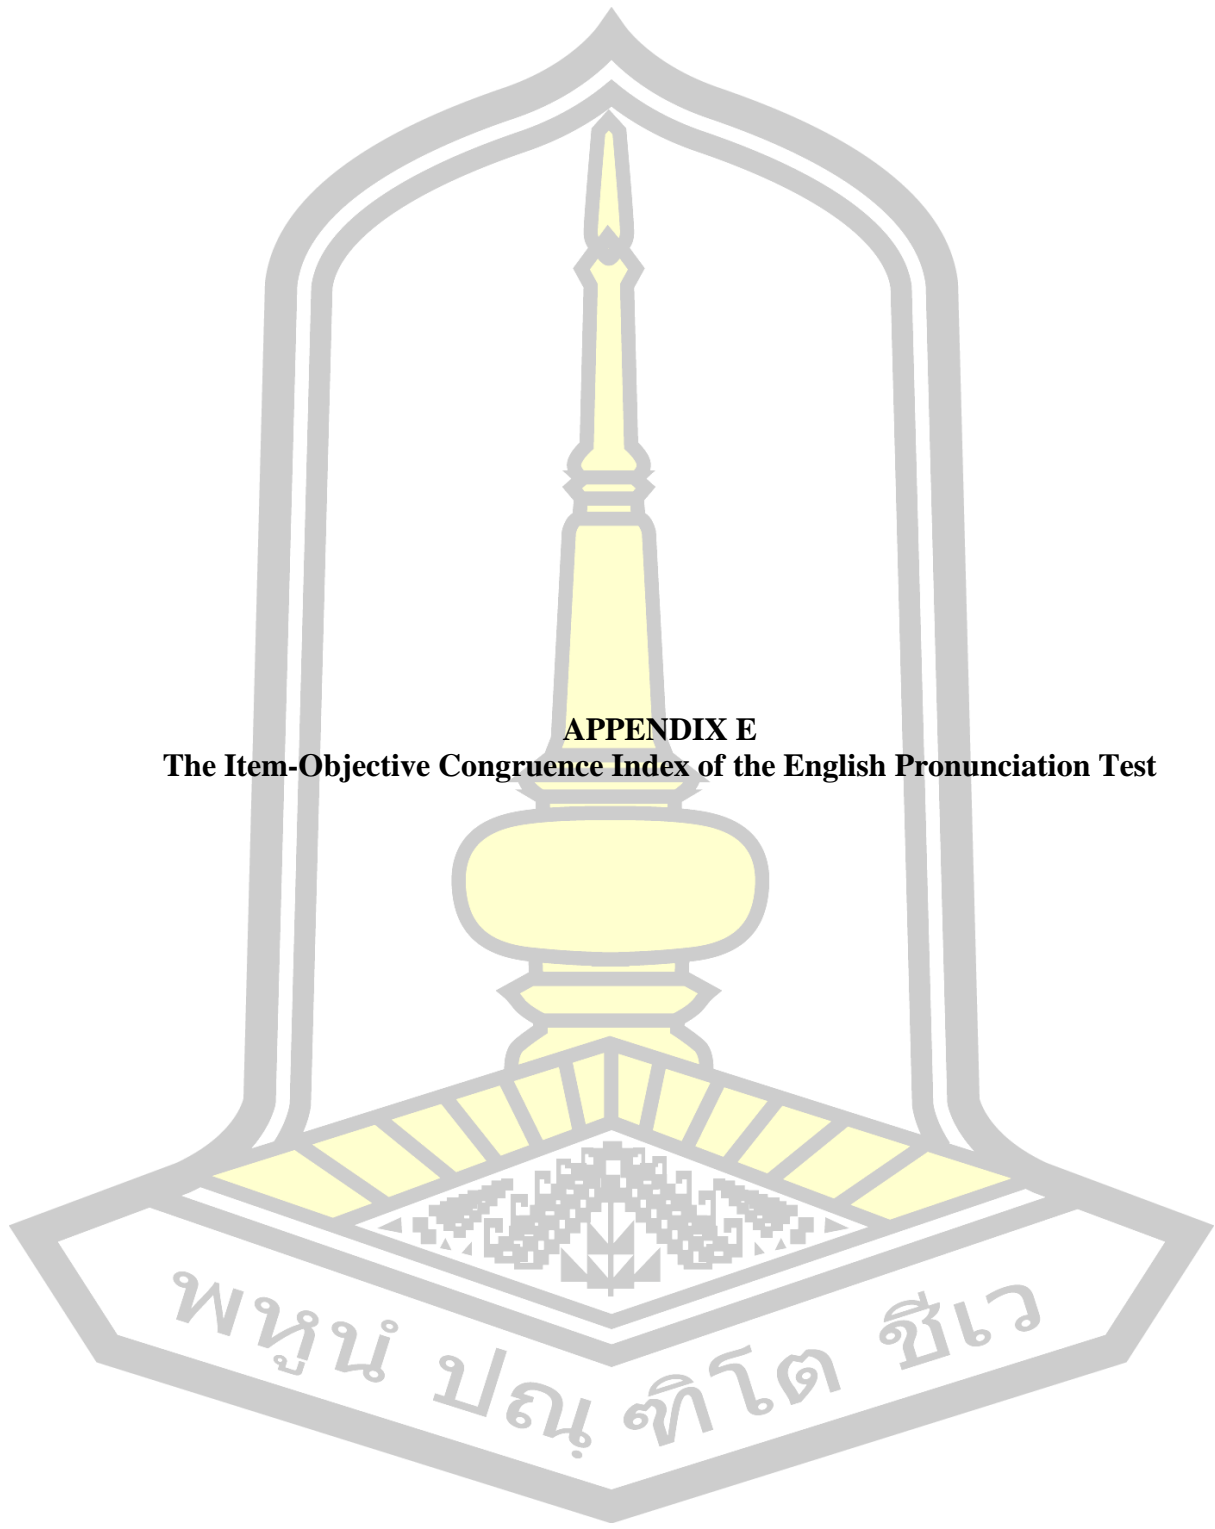 APPENDIX E
The Item-Objective Congruence Index of the English Pronunciation Test
พหูนํ ปณฺ ฑิโต ชีเว